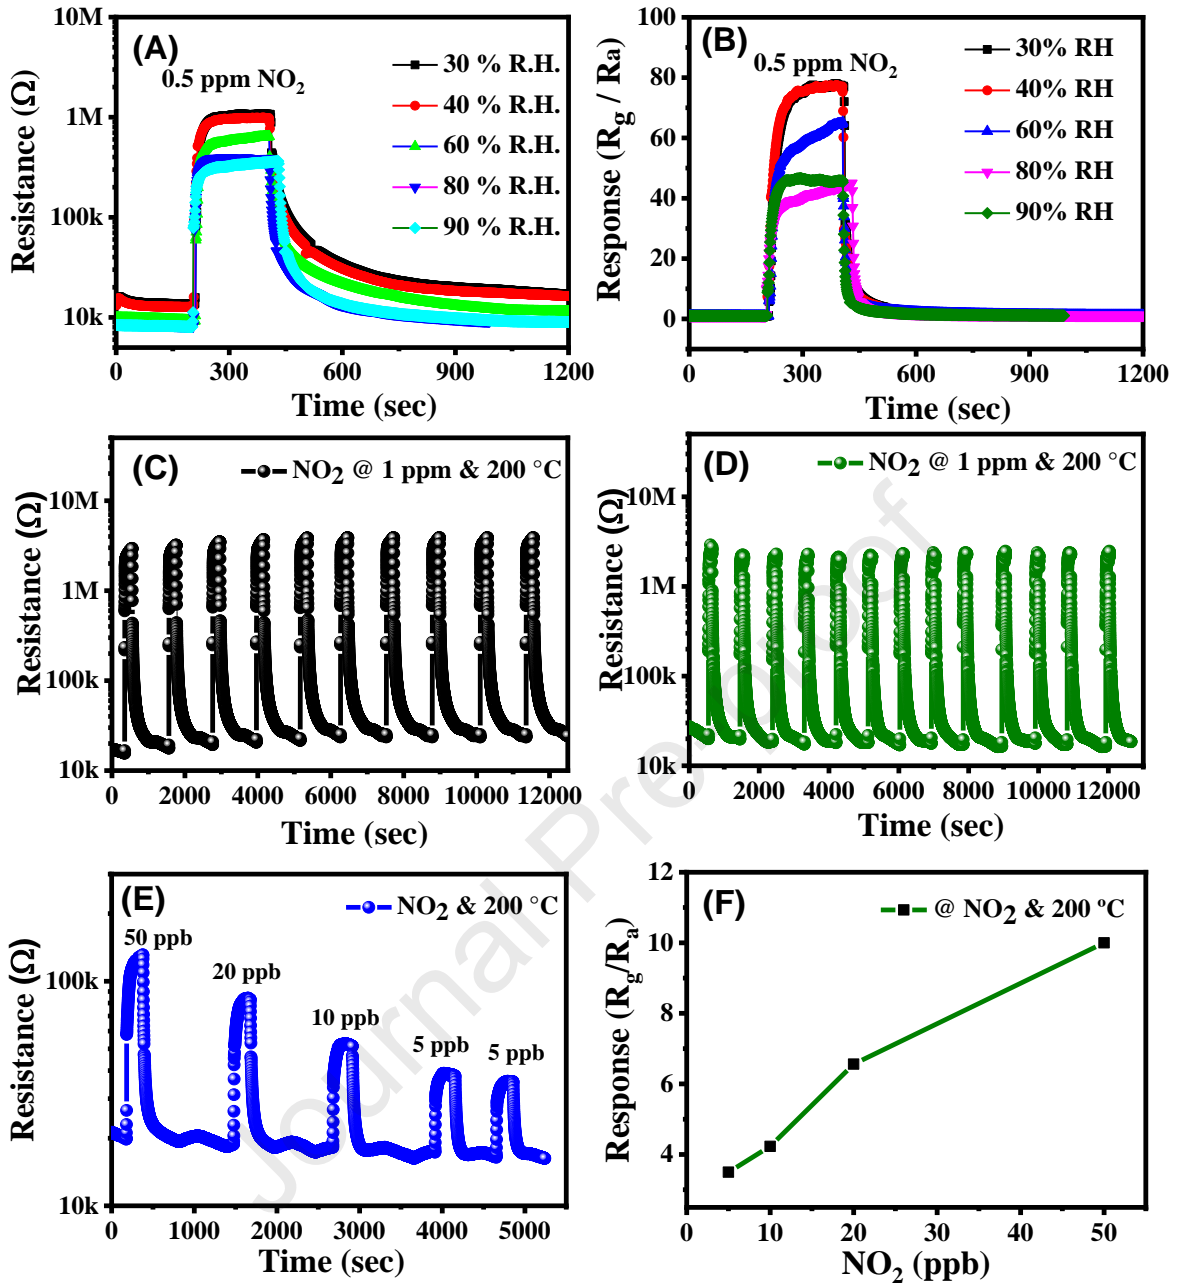 (A)
0.5 ppm NO2
30 % R.H.
40 % R.H.
60 % R.H.
80 % R.H.
90 % R.H.
10M
1M
100k
10k
Resistance (Ω)
0 300 600 900 1200
Time (sec)
(B)
0.5 ppm NO2
30% RH
40% RH
60% RH
80% RH
90% RH
100
80
60
40
20
0
Response (Rg / Ra)
0 300 600 900 1200
Time (sec)
(C)
NO2 @ 1 ppm & 200 °C
10M
1M
100k
10k
Resistance (Ω)
0 2000 4000 6000 8000 10000 12000
Time (sec)
(D)
NO2 @ 1 ppm & 200 °C
10M
1M
100k
10k
Resistance (Ω)
0 2000 4000 6000 8000 10000 12000
Time (sec)
(E)
NO2 & 200 °C
50 ppb
20 ppb
10 ppb
5 ppb
5 ppb
100k
10k
Resistance (Ω)
0 1000 2000 3000 4000 5000
Time (sec)
(F)
@ NO2 & 200 ºC
12
10
8
6
4
Response (Rg/Ra)
0 10 20 30 40 50
NO2 (ppb)
Journal Pre-proof